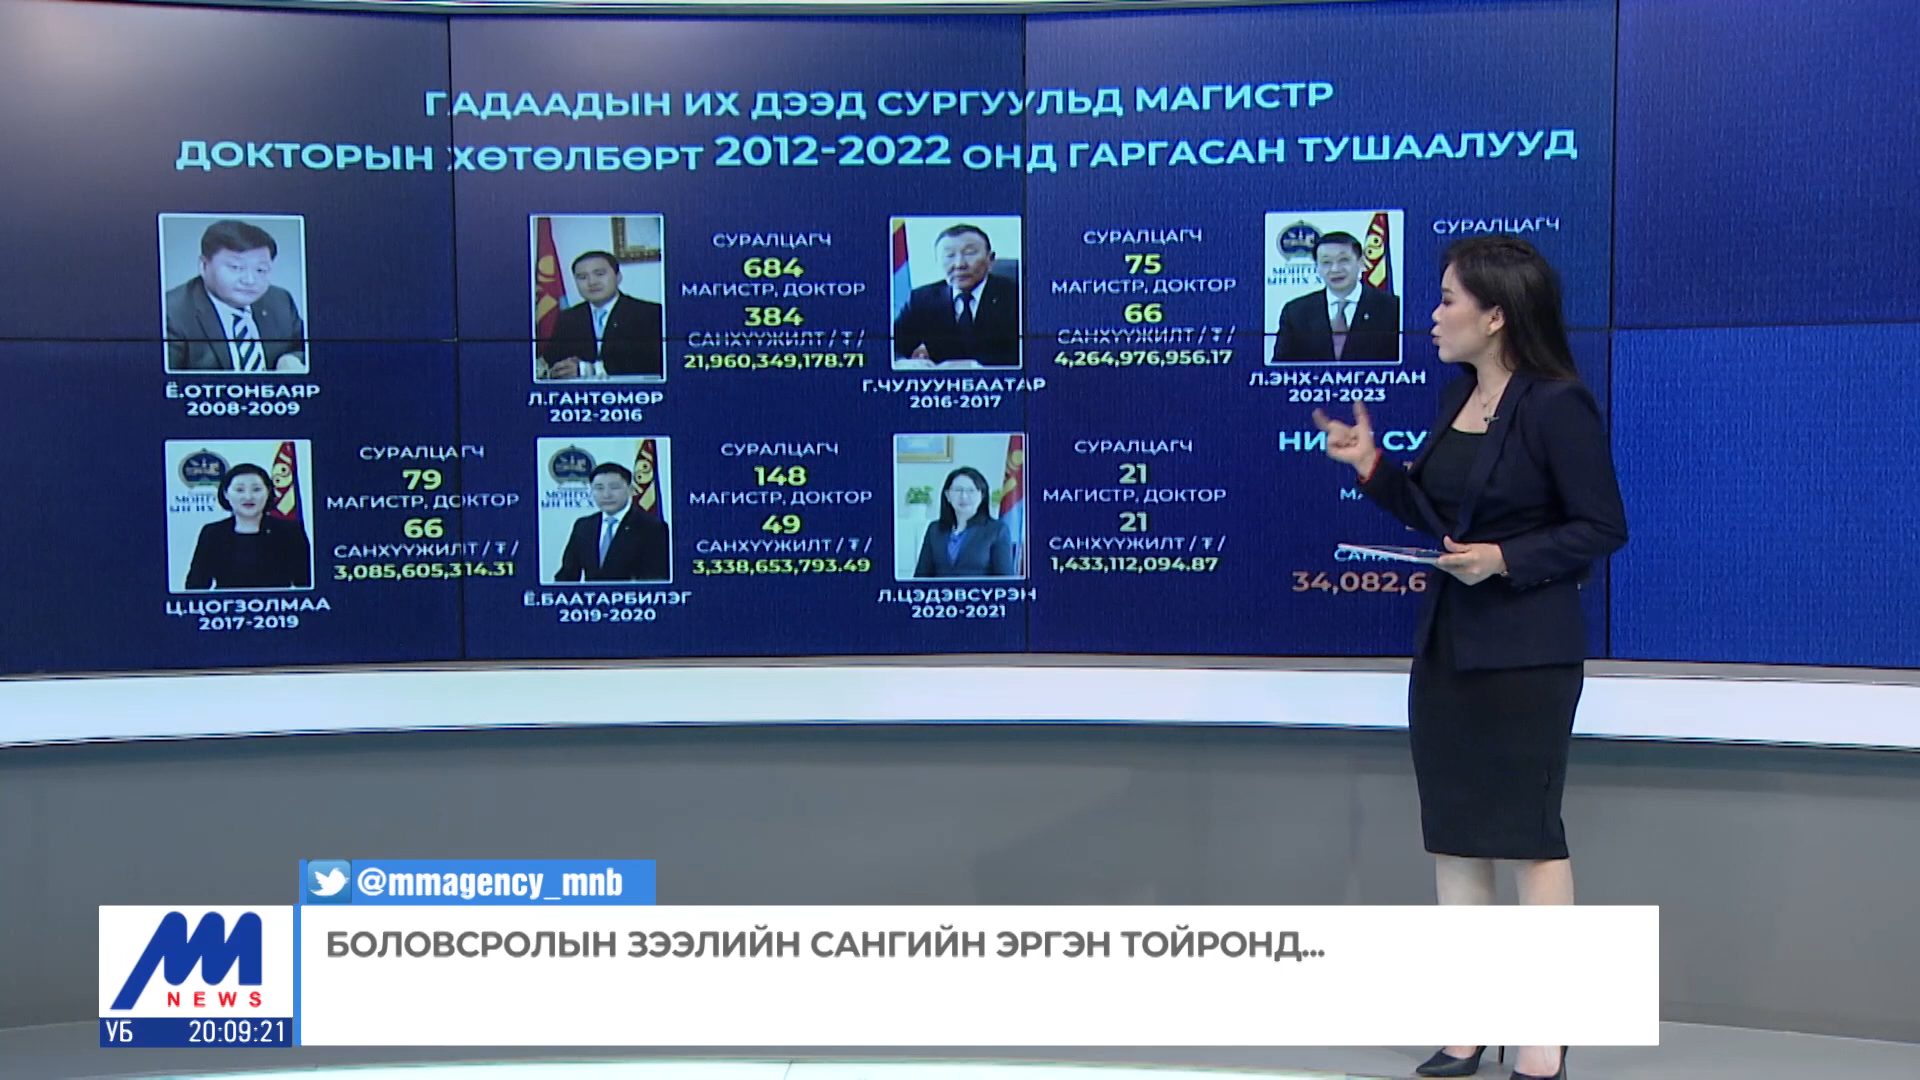 ГАДААДЫН ИХ ДЭЭД СУРГУУЛЬД МАГИСТР
ДОКТОРЫН ХӨТӨЛБӨРТ 2012-2022 ОНД ГАРГАСАН ТУШААЛУУД
Ё.ОТГОНБАЯР
2008-2009
СУРАЛЦАГЧ
684
МАГИСТР, ДОКТОР
384
САНХҮҮЖИЛТ / ₮ /
21,960,349,178.71
Л.ГАНТӨМӨР
2012-2016
СУРАЛЦАГЧ
75
МАГИСТР, ДОКТОР
66
САНХҮҮЖИЛТ / ₮ /
4,264,976,956.17
Г.ЧУЛУУНБААТАР
2016-2017
СУРАЛЦАГЧ
Л.ЭНХ-АМГАЛАН
2021-2023
СУРАЛЦАГЧ
79
МАГИСТР, ДОКТОР
66
САНХҮҮЖИЛТ / ₮ /
3,085,605,314.31
Ц.ЦОГЗОЛМАА
2017-2019
СУРАЛЦАГЧ
148
МАГИСТР, ДОКТОР
49
САНХҮҮЖИЛТ / ₮ /
3,338,653,793.49
Ё.БААТАРБИЛЭГ
2019-2020
СУРАЛЦАГЧ
21
МАГИСТР, ДОКТОР
21
САНХҮҮЖИЛТ / ₮ /
1,433,112,094.87
Л.ЦЭДЭВСҮРЭН
2020-2021
34,082,6
@mmagency_mnb
БОЛОВСРОЛЫН ЗЭЭЛИЙН САНГИЙН ЭРГЭН ТОЙРОНД...
MM
NEWS
УБ 20:09:21